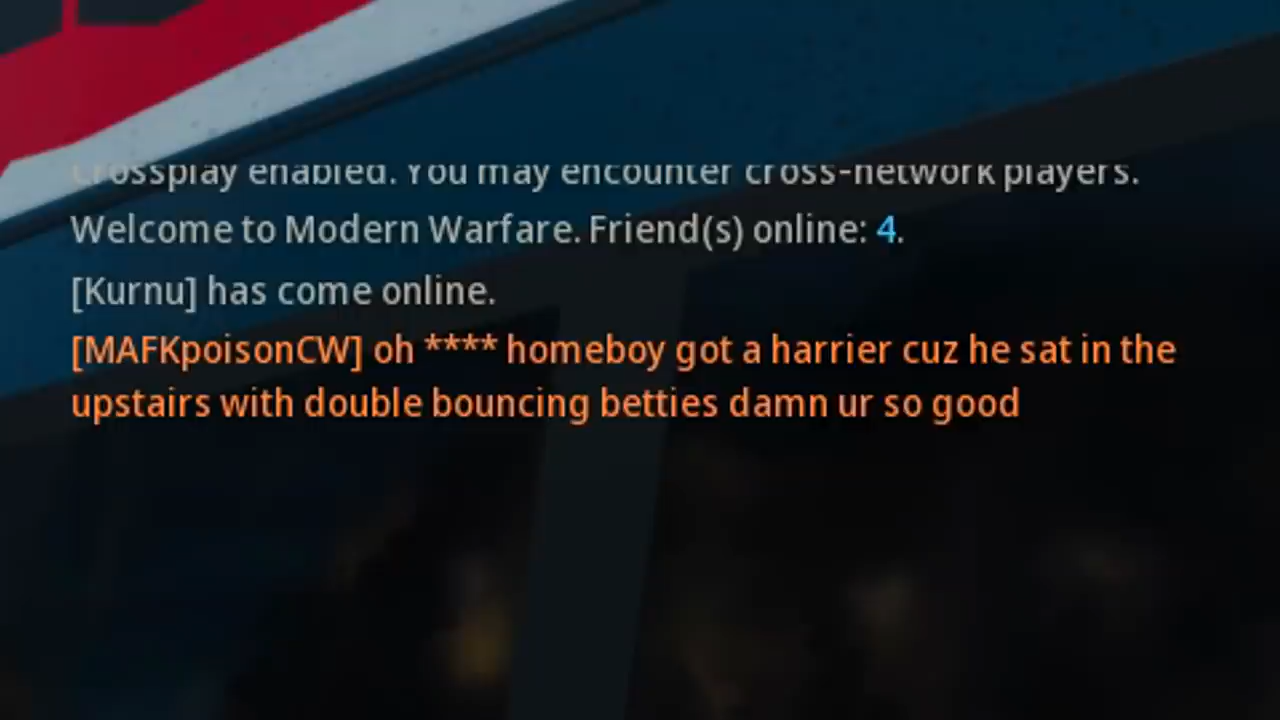 Crossplay enabled. You may encounter cross-network players.
Welcome to Modern Warfare. Friend(s) online: 4.
[Kurnu] has come online.
[MAFKpoisonCW] oh **** homeboy got a harrier cuz he sat in the
upstairs with double bouncing betties damn ur so good